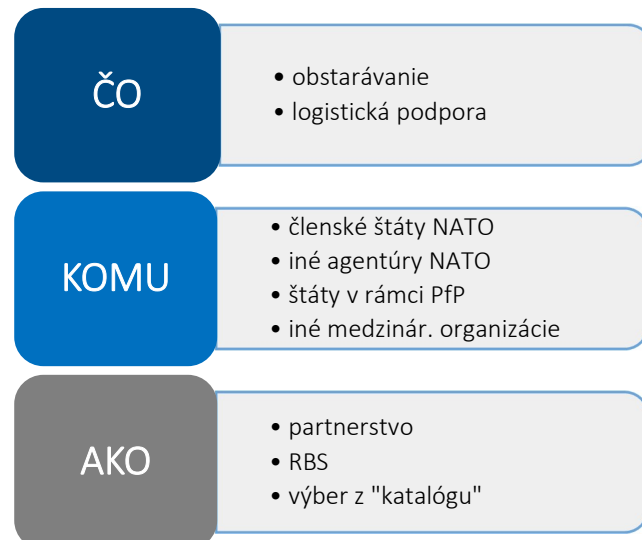 ČO
• obstarávanie
• logistická podpora
KOMU
• členské štáty NATO
• iné agentúry NATO
• štáty v rámci PfP
• iné medzinár. organizácie
AKO
• partnerstvo
• RBS
• výber z "katalógu"